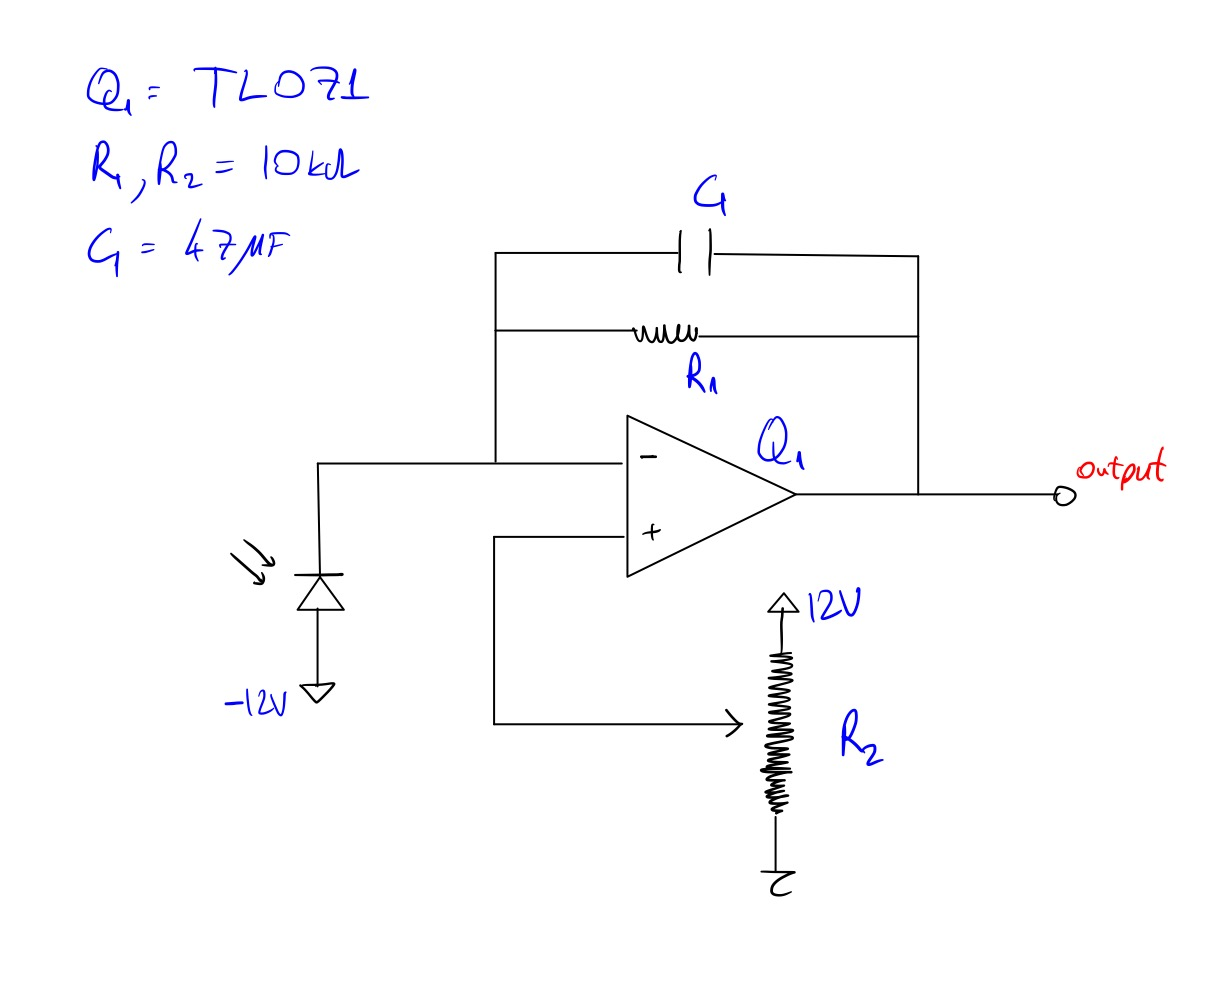 Q1 = TL071
R1, R2 = 10kΩ
C1 = 47μF
C1
R1
Q1
-
+
output
12V
-12V
R2